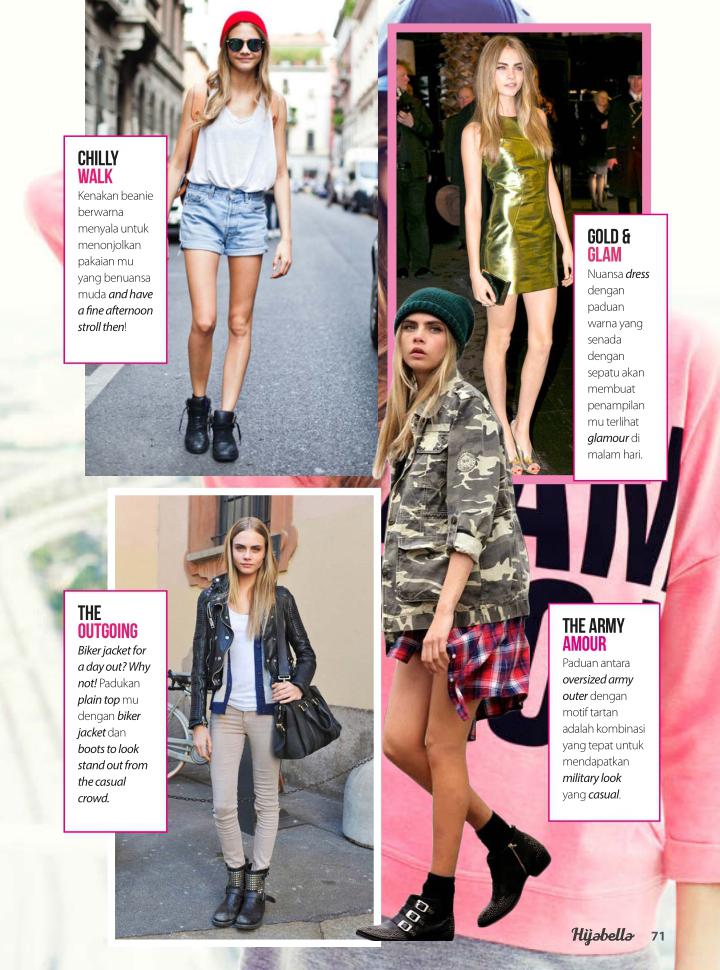 CHILLY
WALK
Kenakan beanie
berwarna
menyala untuk
menonjolkan
pakaian mu
yang benuansa
muda and have
a fine afternoon
stroll then!
GOLD &
GLAM
Nuansa dress
dengan
paduan
warna yang
senada
dengan
sepatu akan
membuat
penampilan
mu terlihat
glamour di
malam hari.
THE
OUTGOING
Biker jacket for
a day out? Why
not! Padukan
plain top mu
dengan biker
jacket dan
boots to look
stand out from
the casual
crowd.
THE ARMY
AMOUR
Paduan antara
oversized army
outer dengan
motif tartan
adalah kombinasi
yang tepat untuk
mendapatkan
military look
yang casual.
Hijabella 71